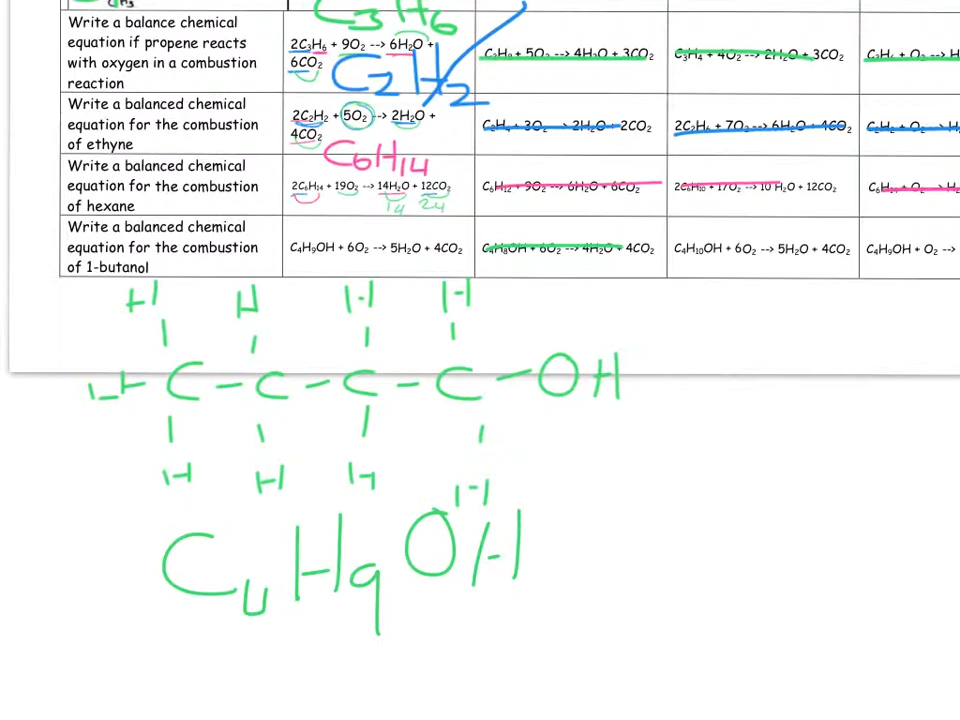 C3H6
Write a balance chemical
equation if propene reacts
with oxygen in a combustion
reaction
2C₃H₆ + 9O₂ --> 6H₂O +
6CO₂
C2H2
C₃H₈ + 5O₂ --> 4H₂O + 3CO₂
C₃H₄ + 4O₂ --> 2H₂O + 3CO₂
Write a balanced chemical
equation for the combustion
of ethyne
2C₂H₂ + 5O₂ --> 2H₂O +
4CO₂
C₂H₄ + 3O₂ --> 2H₂O + 2CO₂
2C₂H₆ + 7O₂ --> 6H₂O + 4CO₂
C₂H₂ + O₂ -->
C6H14
Write a balanced chemical
equation for the combustion
of hexane
2C₆H₁₄ + 19O₂ --> 14H₂O + 12CO₂
14 24
C₆H₁₂ + 9O₂ --> 6H₂O + 6CO₂
2C₆H₁₀ + 17O₂ --> 10 H₂O + 12CO₂
Write a balanced chemical
equation for the combustion
of 1-butanol
C₄H₉OH + 6O₂ --> 5H₂O + 4CO₂
C₄H₈OH + 6O₂ --> 4H₂O + 4CO₂
C₄H₁₀OH + 6O₂ --> 5H₂O + 4CO₂
C₄H₉OH + O₂ -->
H H H H
H - C - C - C - C - OH
H H H H
C4H9OH